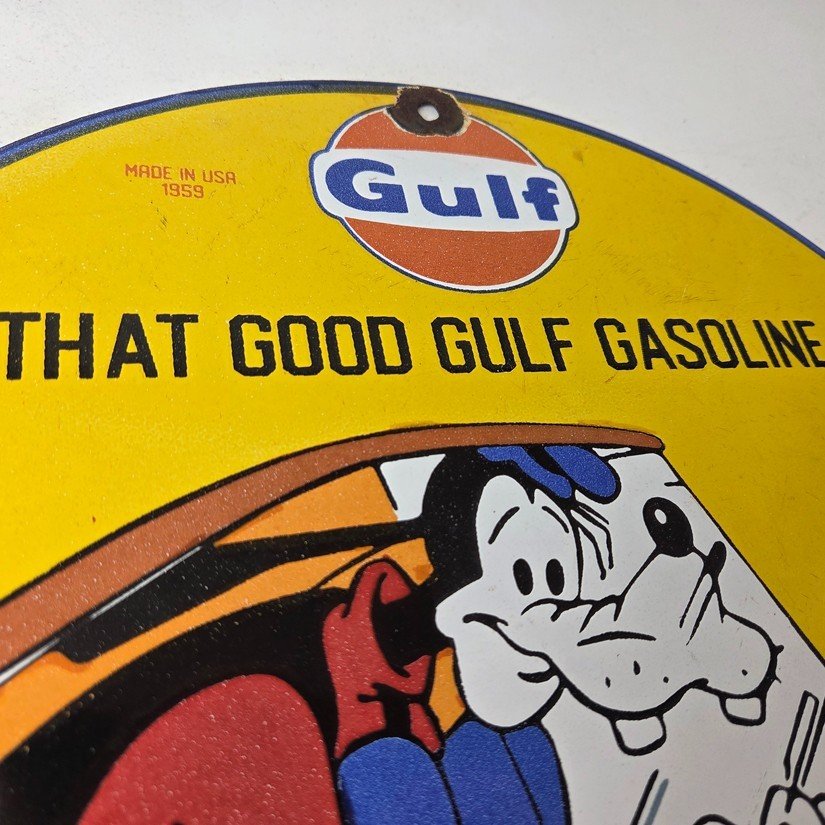 Gulf
MADE IN USA
1959
THAT GOOD GULF GASOLINE